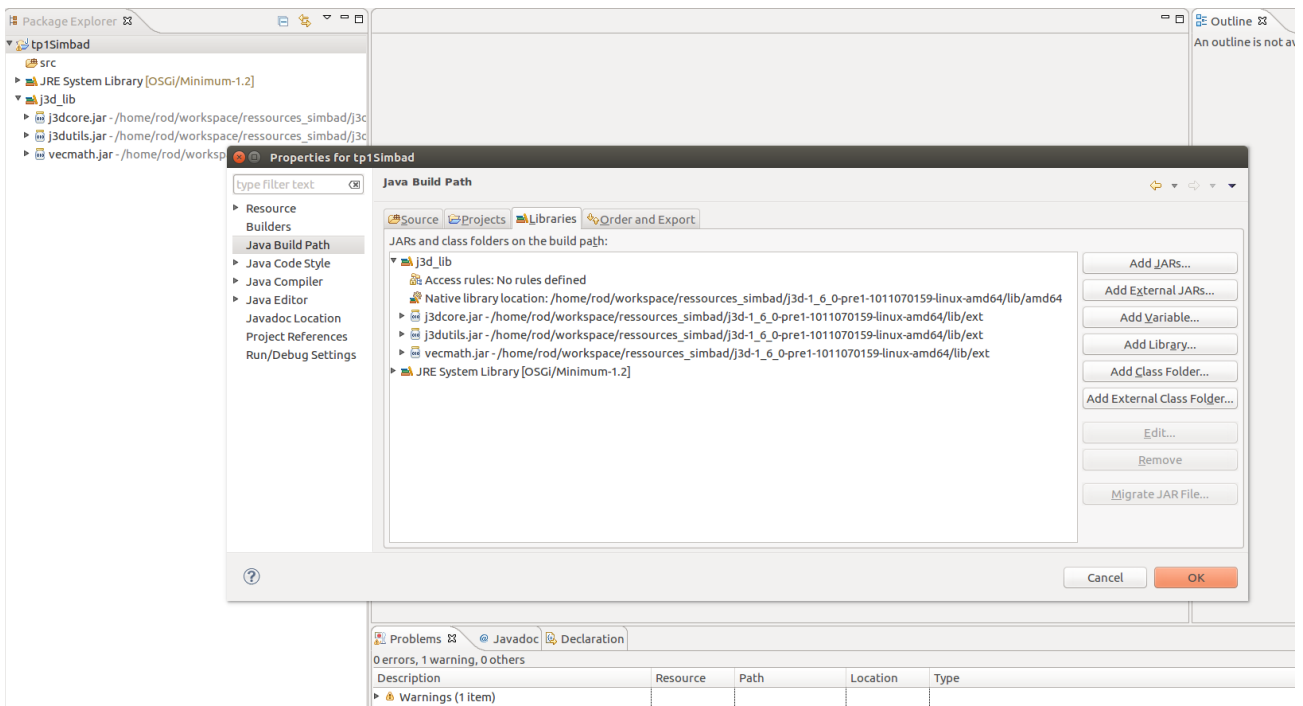 Package Explorer
tp1Simbad
src
JRE System Library [OSGi/Minimum-1.2]
j3d_lib
j3dcore.jar - /home/rod/workspace/ressources_simbad/j3d
j3dutils.jar - /home/rod/workspace/ressources_simbad/j3d
vecmath.jar - /home/rod/worksp
Outline
An outline is not av
Properties for tp1Simbad
type filter text
Resource
Builders
Java Build Path
Java Code Style
Java Compiler
Java Editor
Javadoc Location
Project References
Run/Debug Settings
Java Build Path
Source Projects Libraries Order and Export
JARs and class folders on the build path:
j3d_lib
Access rules: No rules defined
Native library location: /home/rod/workspace/ressources_simbad/j3d-1_6_0-pre1-1011070159-linux-amd64/lib/amd64
j3dcore.jar - /home/rod/workspace/ressources_simbad/j3d-1_6_0-pre1-1011070159-linux-amd64/lib/ext
j3dutils.jar - /home/rod/workspace/ressources_simbad/j3d-1_6_0-pre1-1011070159-linux-amd64/lib/ext
vecmath.jar - /home/rod/workspace/ressources_simbad/j3d-1_6_0-pre1-1011070159-linux-amd64/lib/ext
JRE System Library [OSGi/Minimum-1.2]
Add JARs...
Add External JARs...
Add Variable...
Add Library...
Add Class Folder...
Add External Class Folder...
Edit...
Remove
Migrate JAR File...
Cancel OK
Problems @ Javadoc Declaration
0 errors, 1 warning, 0 others
Description Resource Path Location Type
Warnings (1 item)